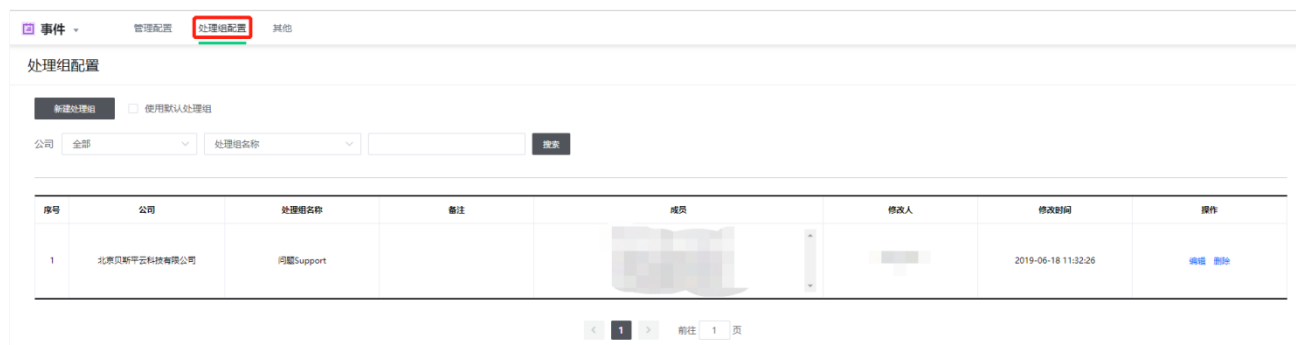 事件 管理配置 处理组配置 其他
处理组配置
新建处理组 使用默认处理组
公司 全部 处理组名称 搜索
序号 公司 处理组名称 备注 成员 修改人 修改时间 操作
1 北京贝斯平云科技有限公司 问题Support 2019-06-18 11:32:26 编辑 删除
< 1 > 前往 1 页